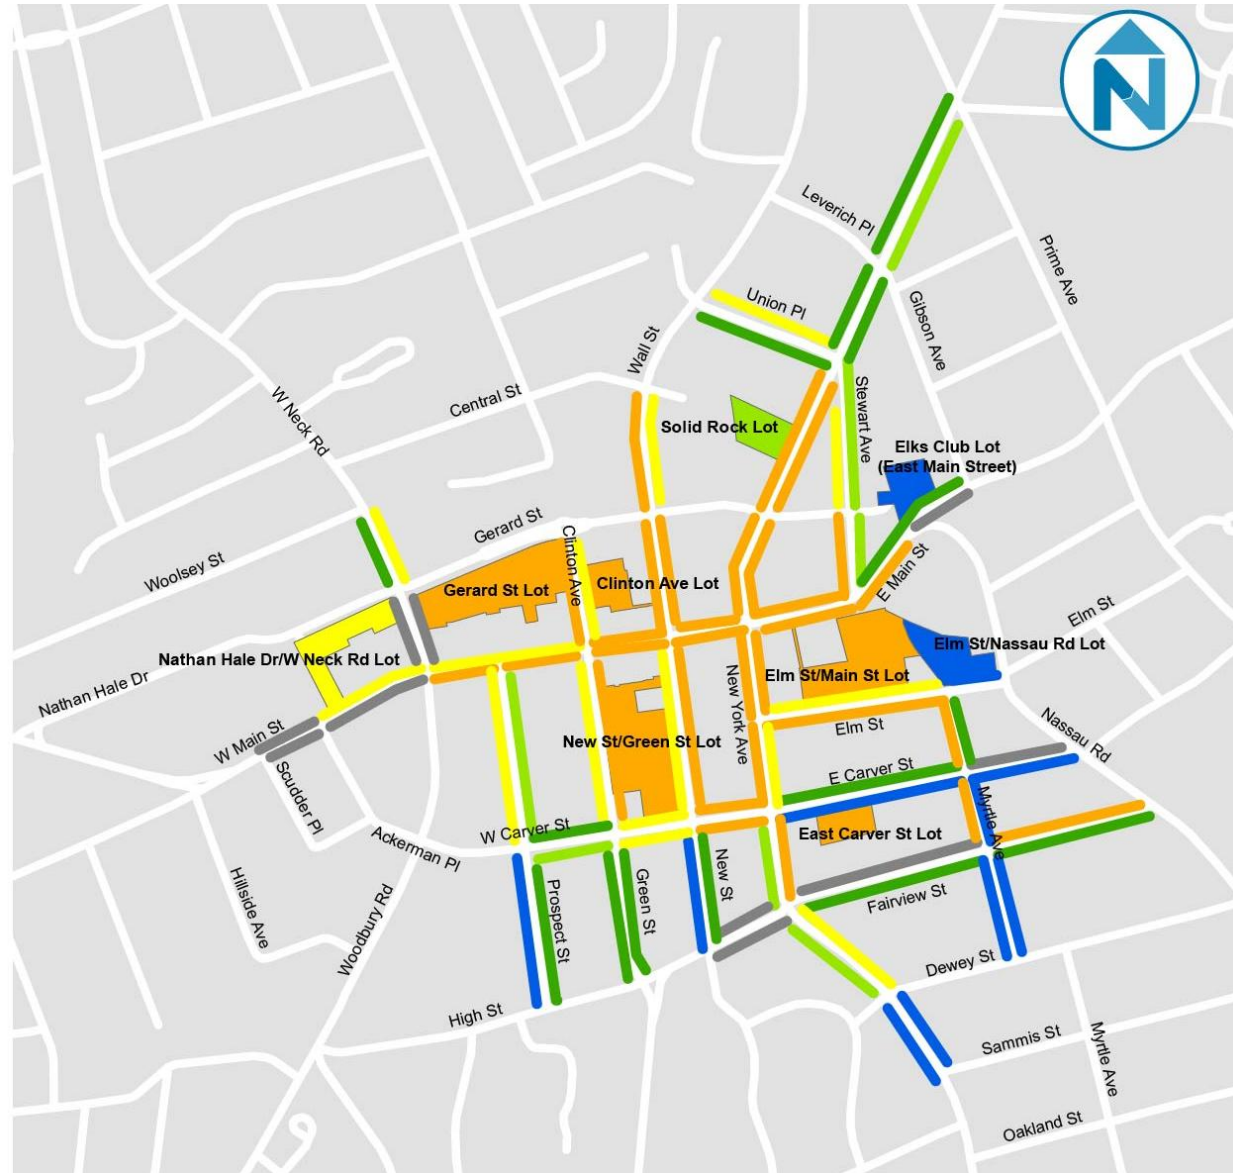 N
Leverich Pl
Prime Ave
Union Pl
Gibson Ave
Wall St
Central St
W Neck Rd
Stewart Ave
Solid Rock Lot
Elks Club Lot
(East Main Street)
Gerard St
Clinton Ave
Woolsey St
Gerard St Lot
Clinton Ave Lot
E Main St
Elm St
Nathan Hale Dr/W Neck Rd Lot
Elm St/Nassau Rd Lot
Nathan Hale Dr
New York Ave
Elm St/Main St Lot
W Main St
New St/Green St Lot
Elm St
Nassau Rd
E Carver St
Scudder Pl
W Carver St
Myrtle Ave
Ackerman Pl
East Carver St Lot
Hillside Ave
Woodbury Rd
Prospect St
Green St
New St
Fairview St
Dewey St
High St
Sammis St
Myrtle Ave
Oakland St